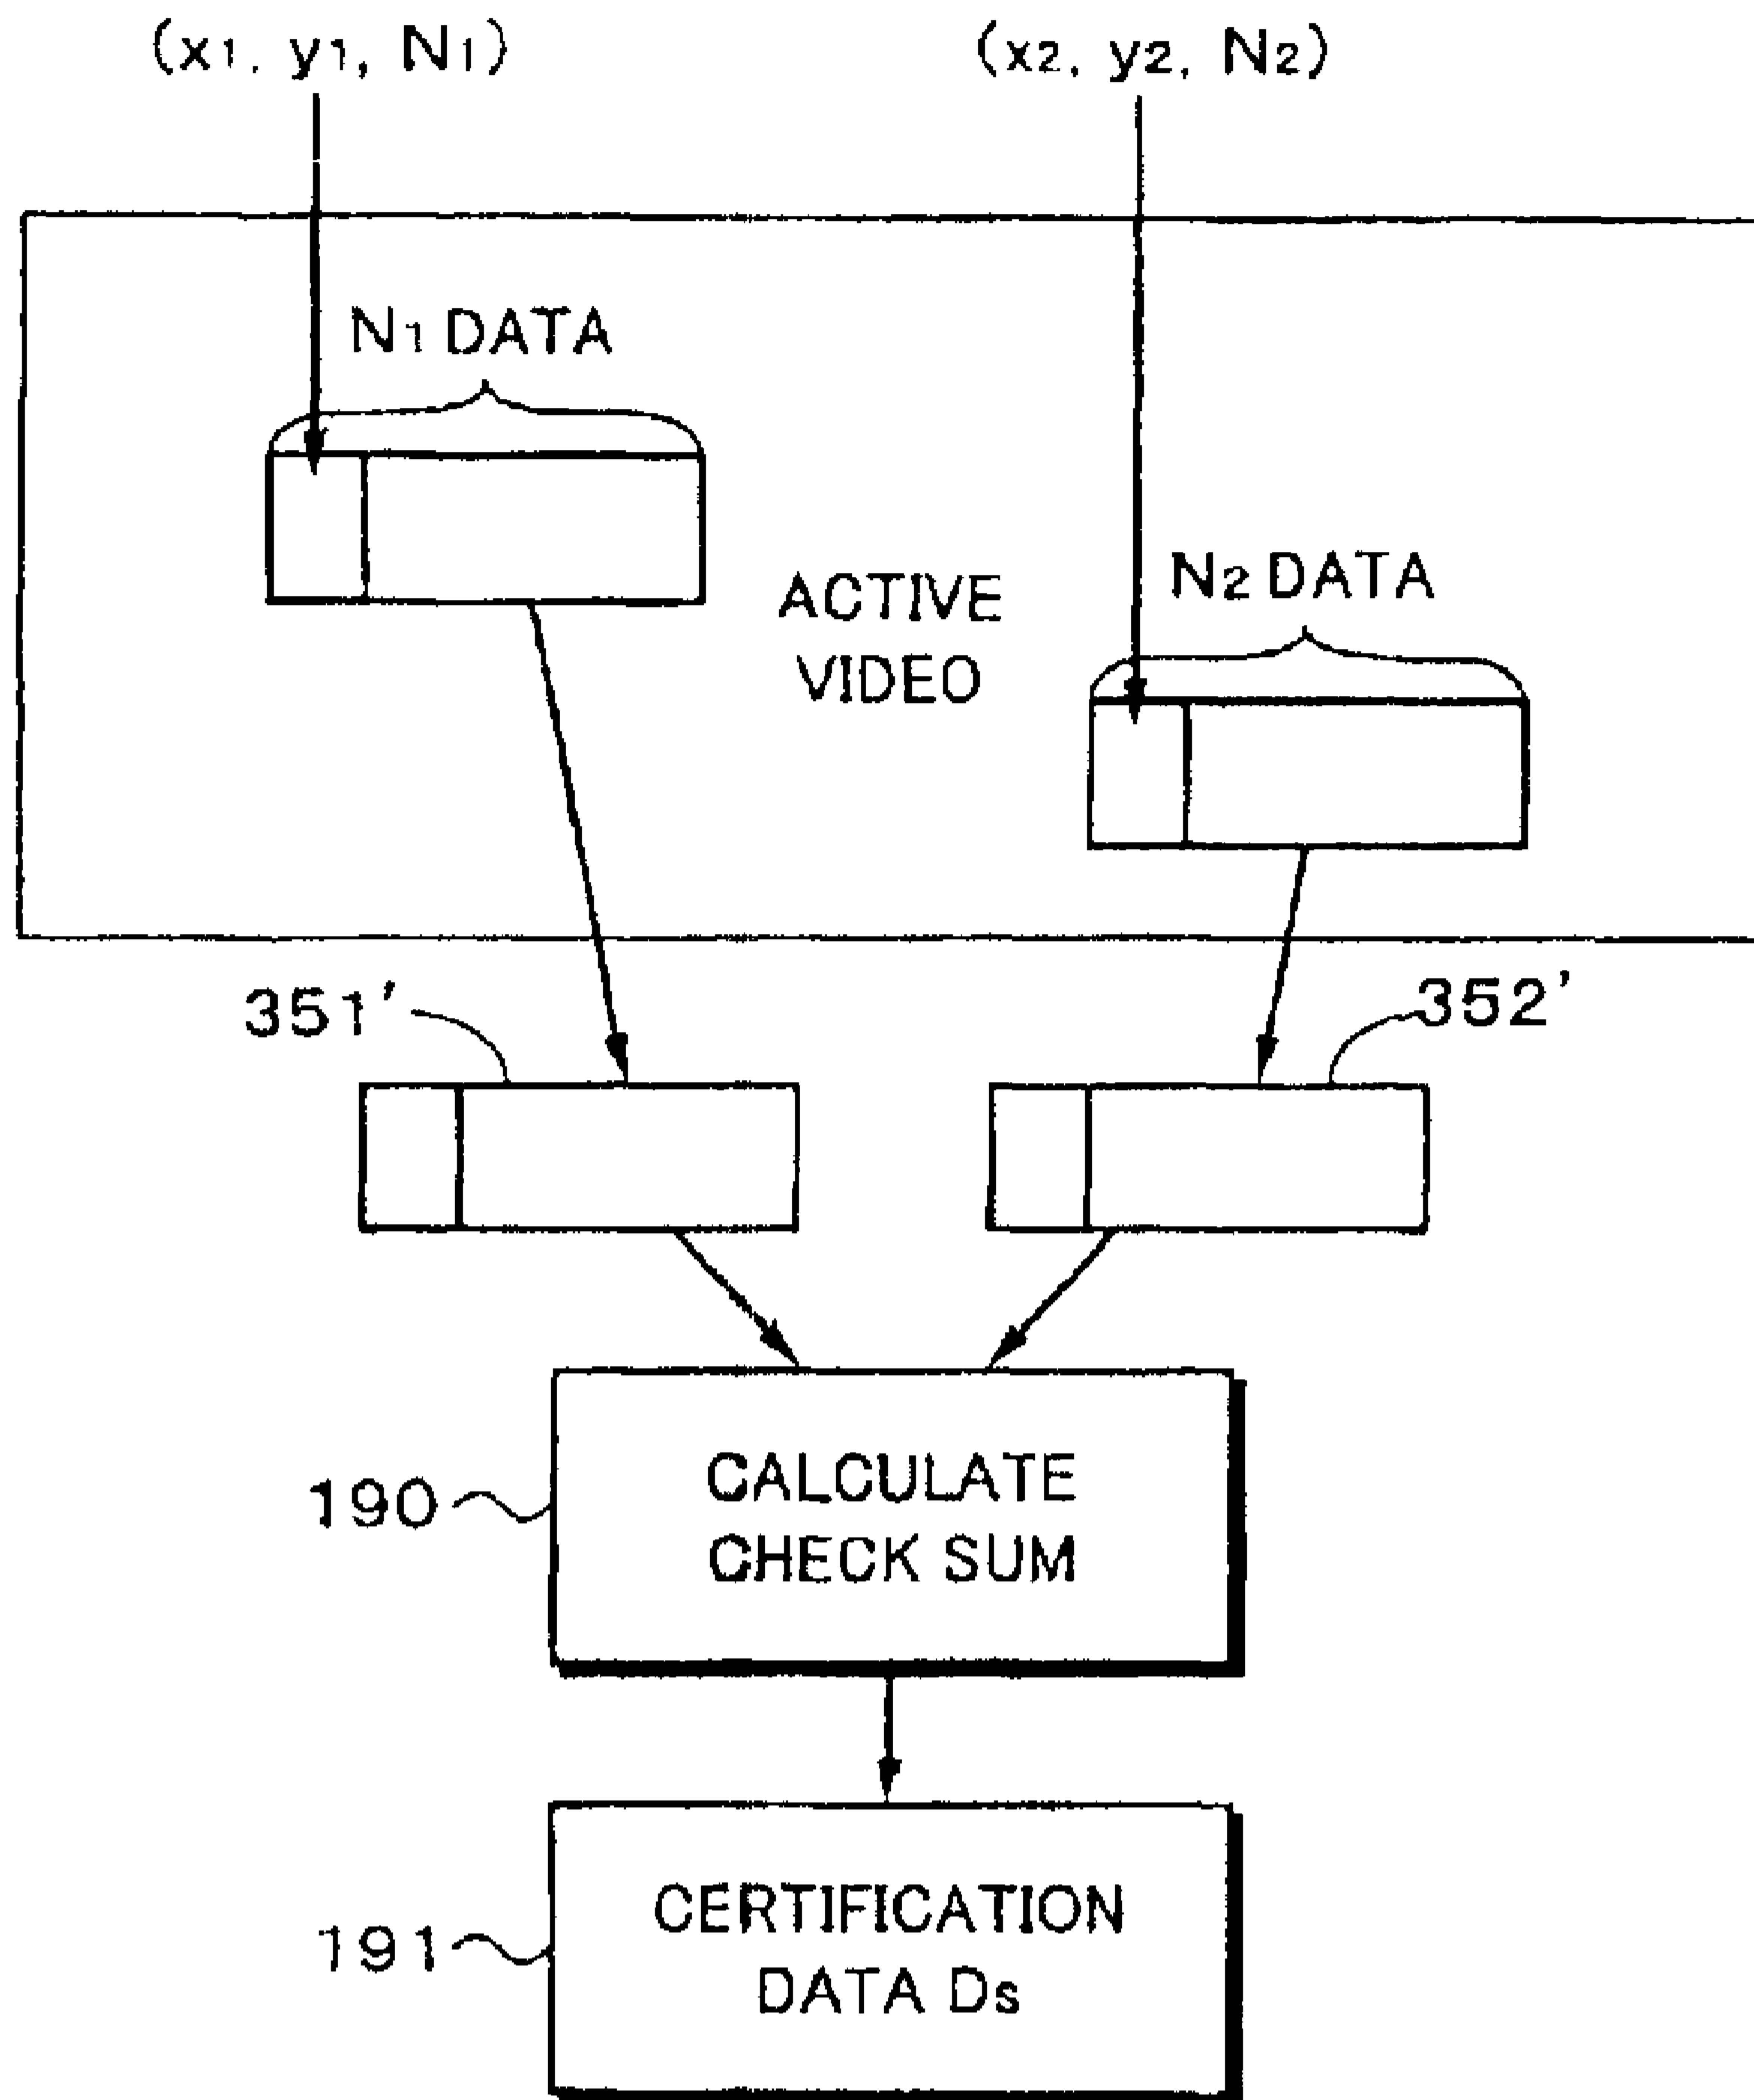 (x1, y1, N1)
(x2, y2, N2)
N1 DATA
ACTIVE
VIDEO
N2 DATA
351'
352'
190
CALCULATE
CHECK SUM
191
CERTIFICATION
DATA Ds